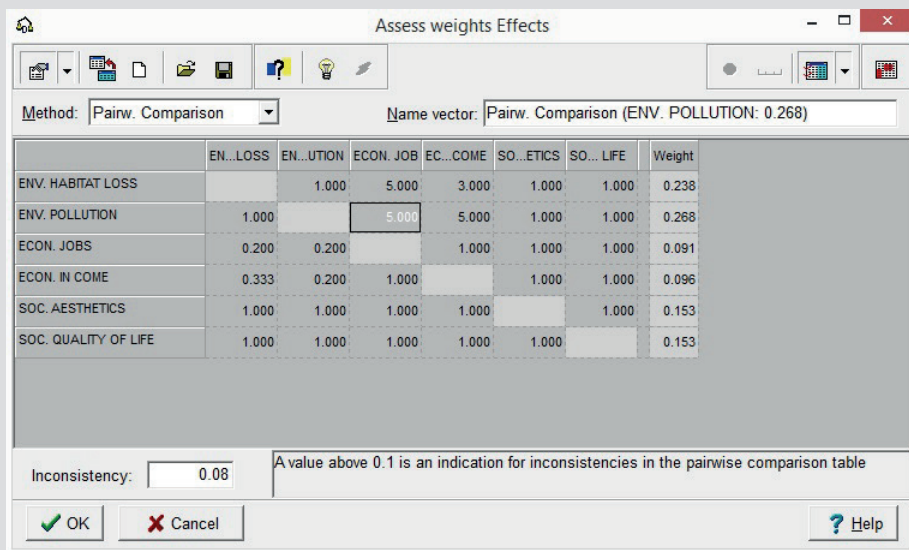 Assess weights Effects
Method: Pairw. Comparison Name vector: Pairw. Comparison (ENV. POLLUTION: 0.268)
EN...LOSS EN...UTION ECON. JOB EC...COME SO...ETICS SO... LIFE Weight
ENV. HABITAT LOSS 1.000 5.000 3.000 1.000 1.000 0.238
ENV. POLLUTION 1.000 5.000 5.000 1.000 1.000 0.268
ECON. JOBS 0.200 0.200 1.000 1.000 1.000 0.091
ECON. IN COME 0.333 0.200 1.000 1.000 1.000 0.096
SOC. AESTHETICS 1.000 1.000 1.000 1.000 1.000 0.153
SOC. QUALITY OF LIFE 1.000 1.000 1.000 1.000 1.000 0.153
Inconsistency: 0.08 A value above 0.1 is an indication for inconsistencies in the pairwise comparison table
OK Cancel Help